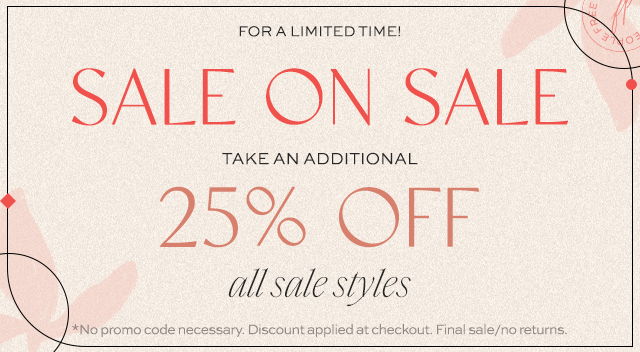 FOR A LIMITED TIME!
SALE ON SALE
TAKE AN ADDITIONAL
25% OFF
all sale styles
*No promo code necessary. Discount applied at checkout. Final sale/no returns.